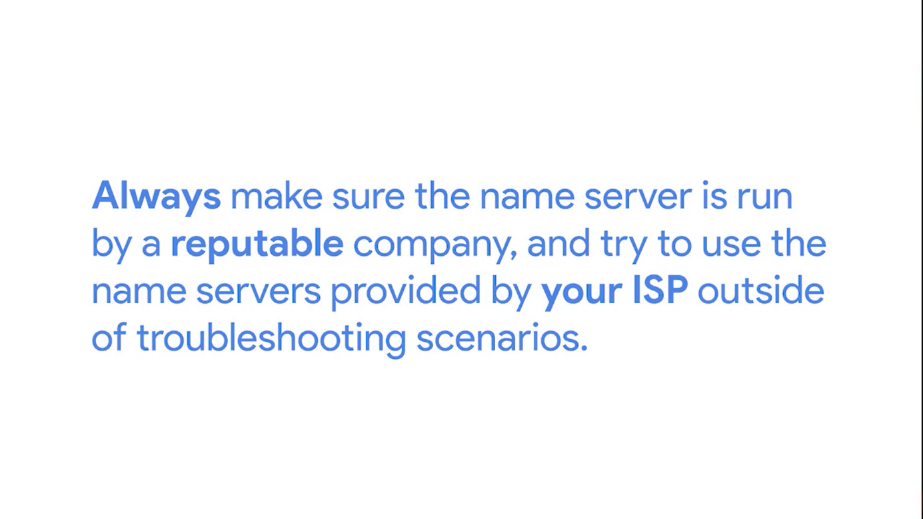 Always make sure the name server is run
by a reputable company, and try to use the
name servers provided by your ISP outside
of troubleshooting scenarios.